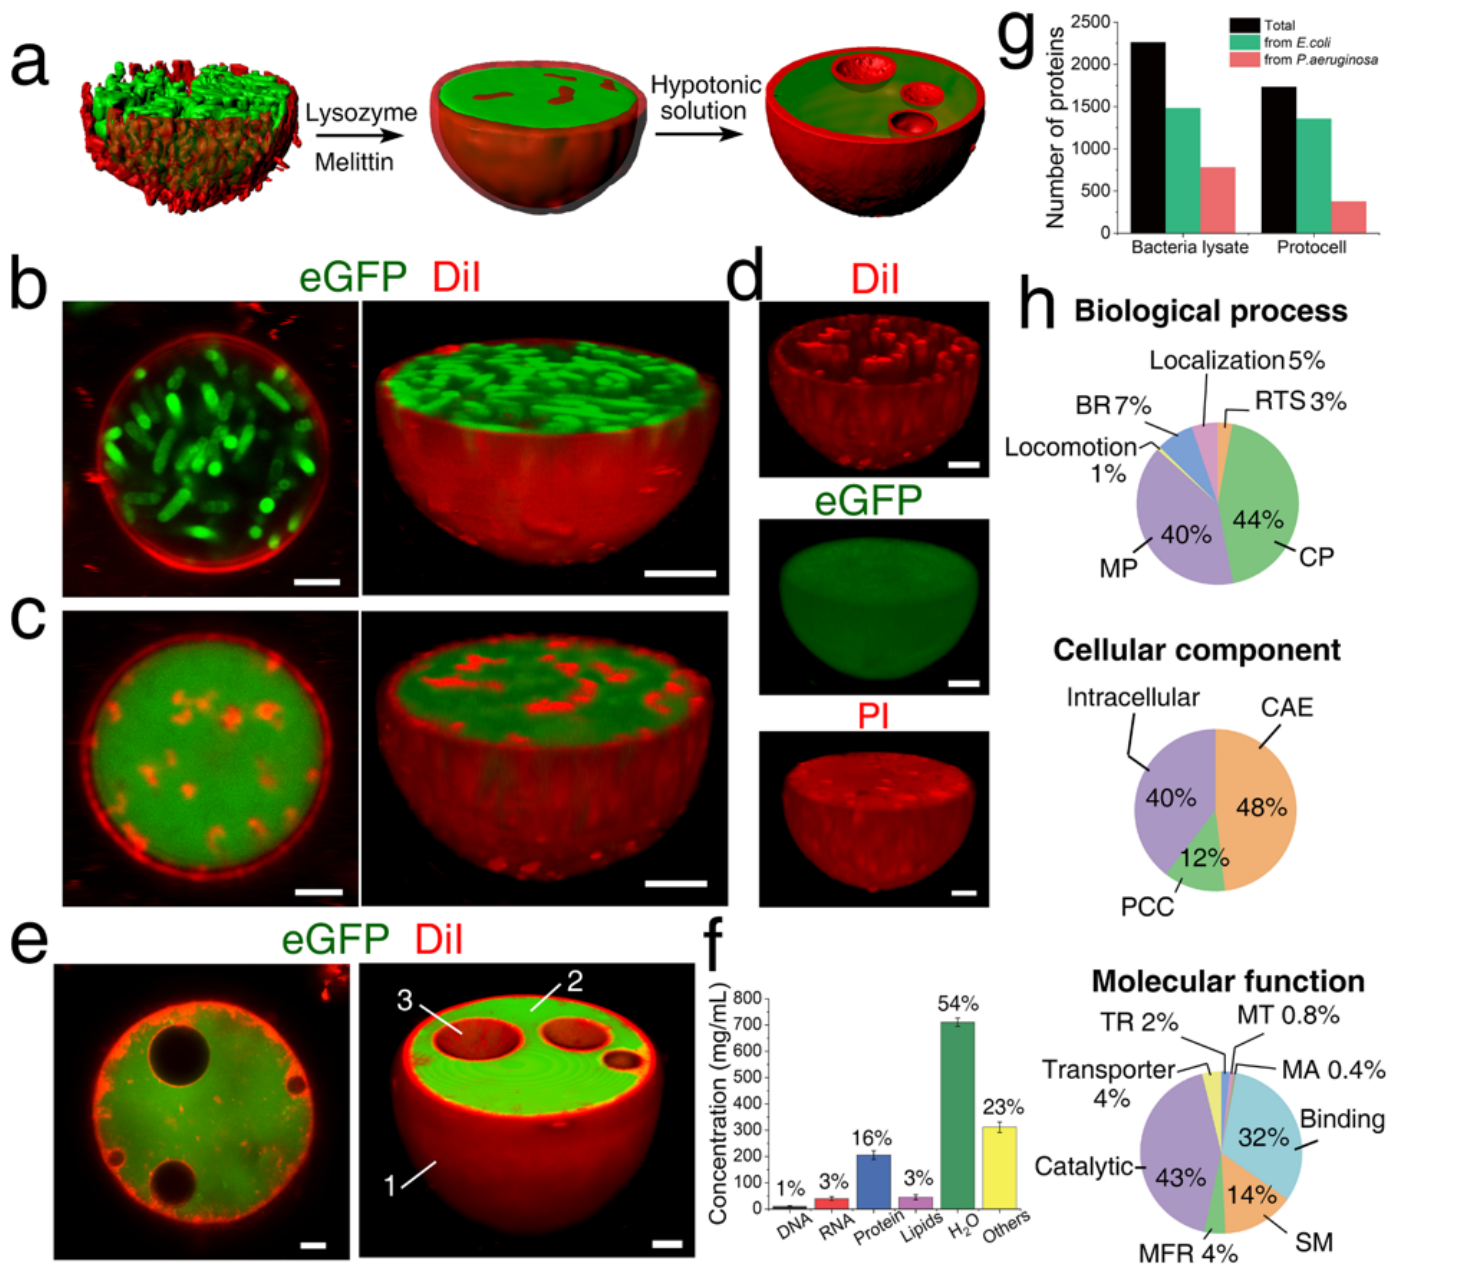 a
Lysozyme
Melittin
Hypotonic
solution
g
Number of proteins
2500
2000
1500
1000
500
0
Total
from E.coli
from P.aeruginosa
Bacteria lysate
Protocell
b
eGFP DiI
c
d
DiI
eGFP
PI
e
eGFP DiI
1
2
3
f
Concentration (mg/mL)
800
700
600
500
400
300
200
100
0
1%
3%
16%
3%
54%
23%
DNA
RNA
Protein
Lipids
H₂O
Others
h
Biological process
Localization 5%
BR 7%
RTS 3%
Locomotion
1%
40%
44%
MP
CP
Cellular component
Intracellular
CAE
40%
48%
12%
PCC
Molecular function
TR 2%
MT 0.8%
Transporter
4%
MA 0.4%
Binding
32%
Catalytic
43%
14%
MFR 4%
SM